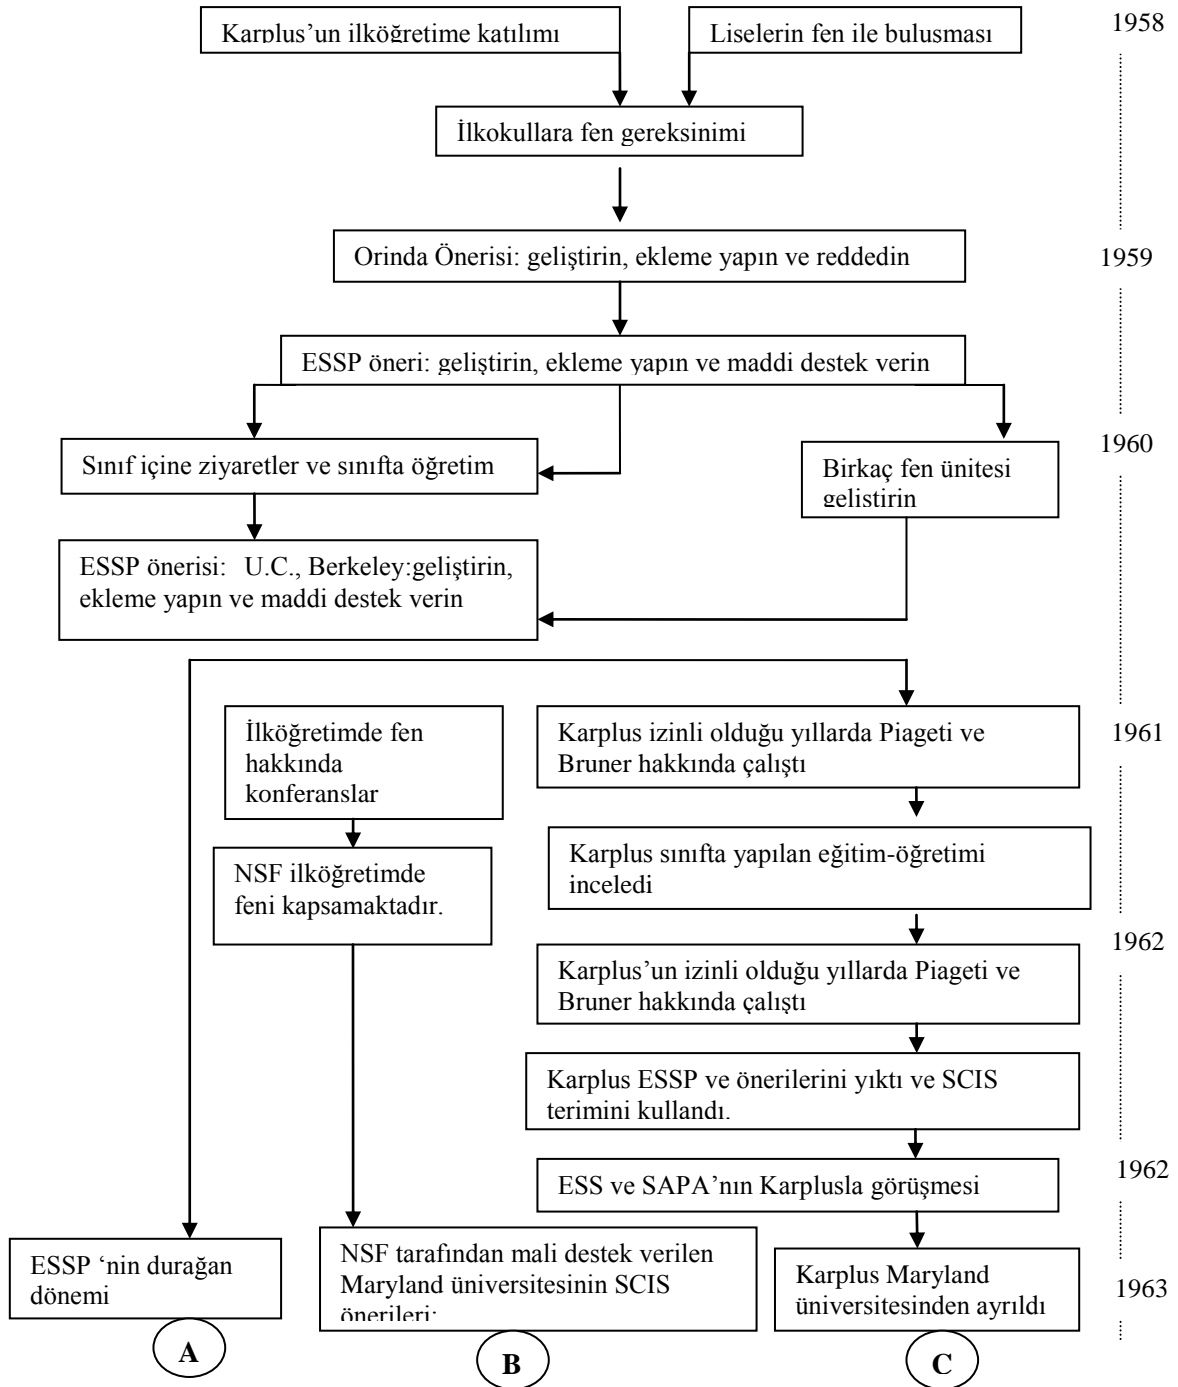 Karplus’un ilköğretime katılımı
Liselerin fen ile buluşması
1958
İlkokullara fen gereksinimi
Orinda Önerisi: geliştirin, ekleme yapın ve reddedin
1959
ESSP öneri: geliştirin, ekleme yapın ve maddi destek verin
1960
Sınıf içine ziyaretler ve sınıfta öğretim
Birkaç fen ünitesi
geliştirin
ESSP önerisi: U.C., Berkeley:geliştirin,
ekleme yapın ve maddi destek verin
İlköğretimde fen
hakkında
konferanslar
Karplus izinli olduğu yıllarda Piageti ve
Bruner hakkında çalıştı
1961
Karplus sınıfta yapılan eğitim-öğretimi
inceledi
NSF ilköğretimde
feni kapsamaktadır.
1962
Karplus’un izinli olduğu yıllarda Piageti ve
Bruner hakkında çalıştı
Karplus ESSP ve önerilerini yıktı ve SCIS
terimini kullandı.
ESS ve SAPA’nın Karplusla görüşmesi
1962
ESSP ‘nin durağan
dönemi
NSF tarafından mali destek verilen
Maryland üniversitesinin SCIS
önerileri;
Karplus Maryland
üniversitesinden ayrıldı
1963
A
B
C